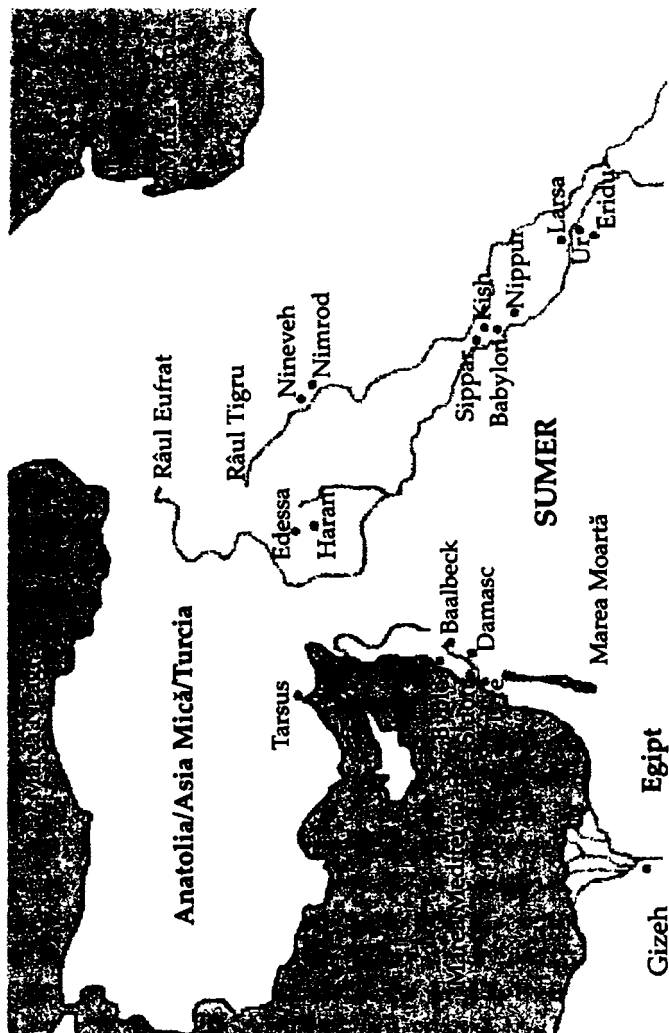 Râul Eufrat
Râul Tigru
Nineveh
Nimrod
Edessa
Haran
Anatolia/Asia Mică/Turcia
Tarsus
Sippar
Kish
Babylon
Nippur
Larsa
Ur
Eridu
SUMER
Baalbeck
Damasc
Marea Moartă
Egipt
Gizeh